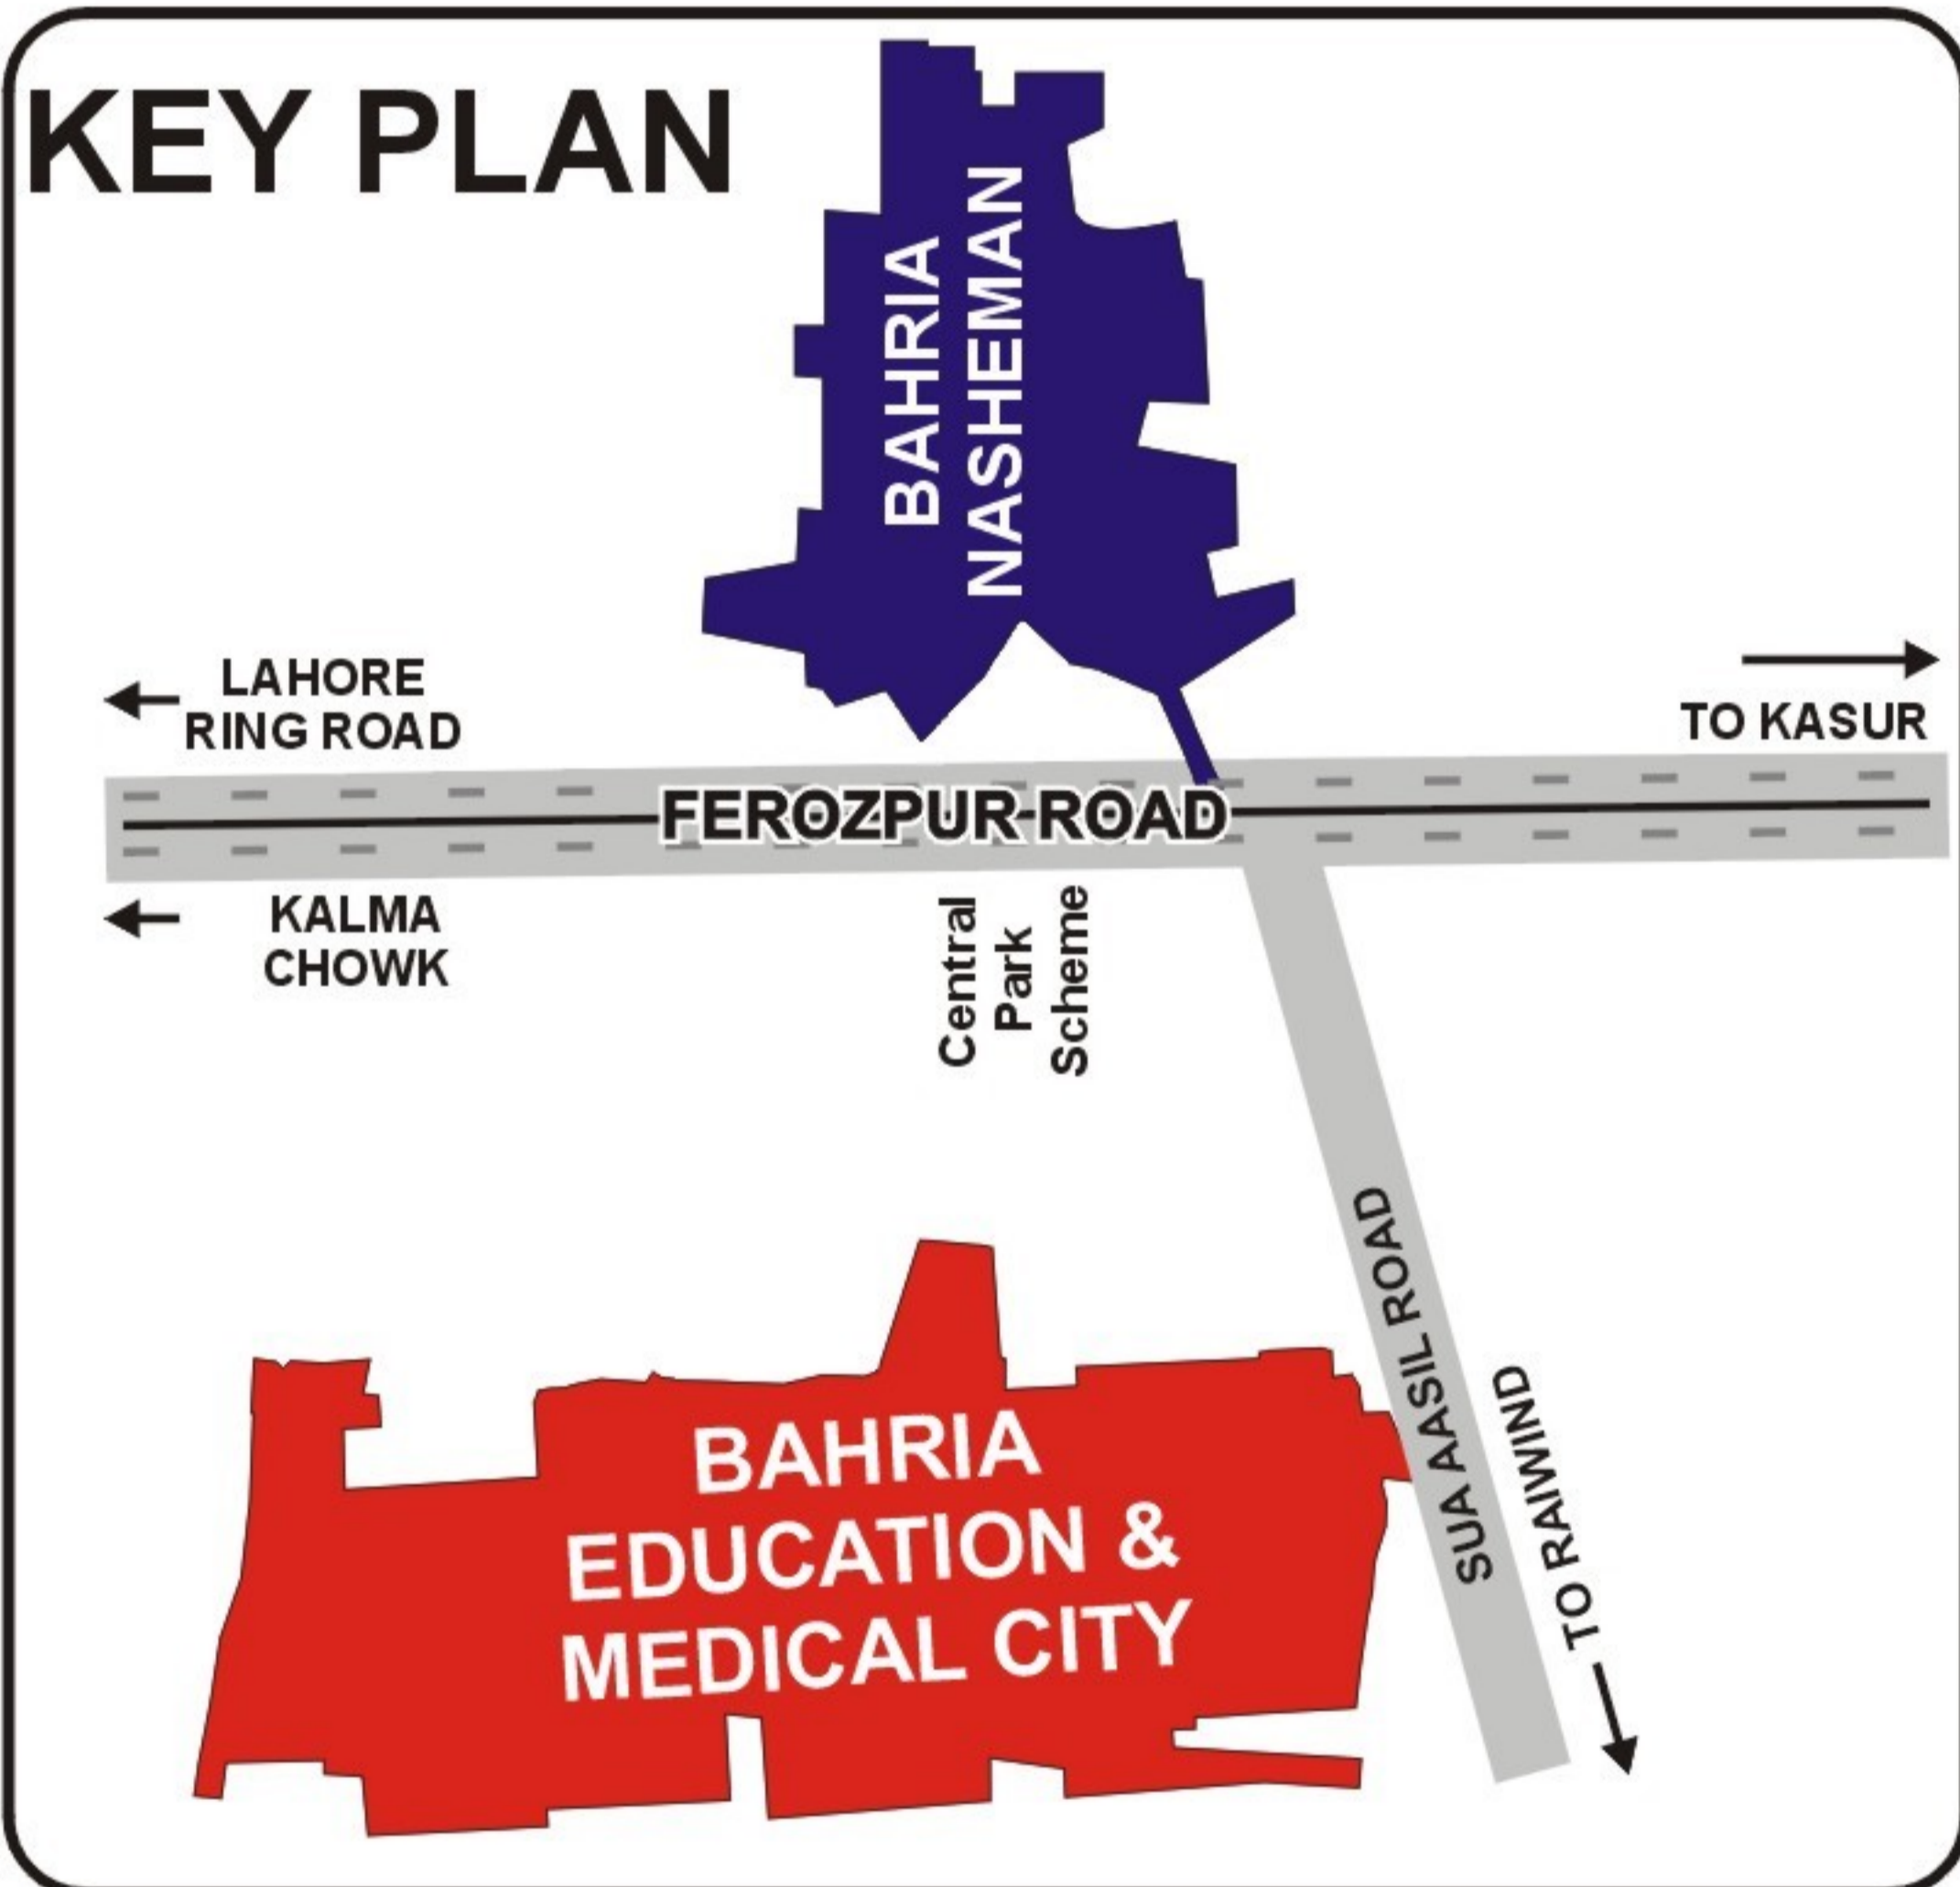 KEY PLAN
BAHRIA
NASHEMAN
LAHORE
RING ROAD
TO KASUR
FEROZPUR ROAD
KALMA
CHOWK
Central
Park
Scheme
SUA AASIL ROAD
TO RAIWIND
BAHRIA
EDUCATION &
MEDICAL CITY